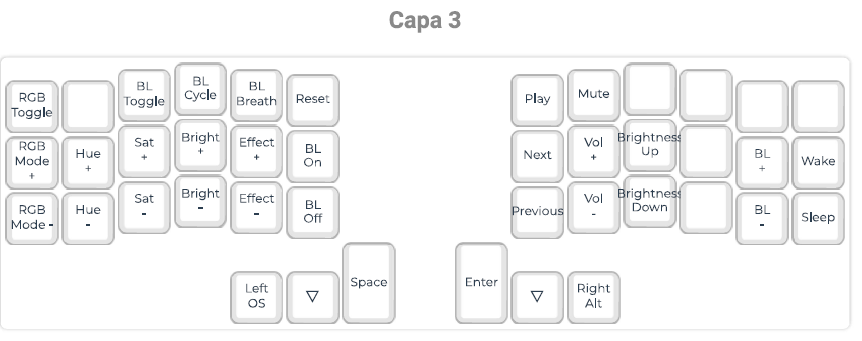 Capa 3
RGB
Toggle
BL
Toggle
BL
Cycle
BL
Breath
Reset
Play
Mute
RGB
Mode
+
Hue
+
Sat
+
Bright
+
Effect
+
BL
On
Next
Vol
+
Brightness
Up
BL
+
Wake
RGB
Mode -
Hue
-
Sat
-
Bright
-
Effect
-
BL
Off
Previous
Vol
-
Brightness
Down
BL
-
Sleep
Left
OS
▽
Space
Enter
▽
Right
Alt